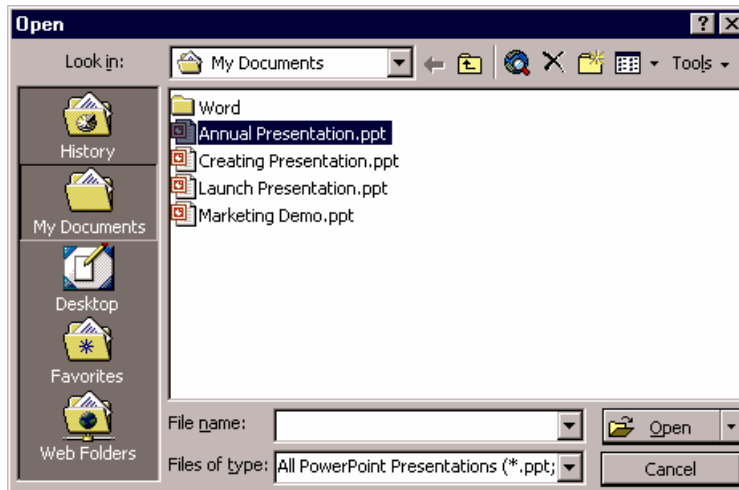 Open
Look in:
My Documents
Tools
History
My Documents
Desktop
Favorites
Web Folders
Word
Annual Presentation.ppt
Creating Presentation.ppt
Launch Presentation.ppt
Marketing Demo.ppt
File name:
Open
Files of type:
All PowerPoint Presentations (*.ppt;
Cancel